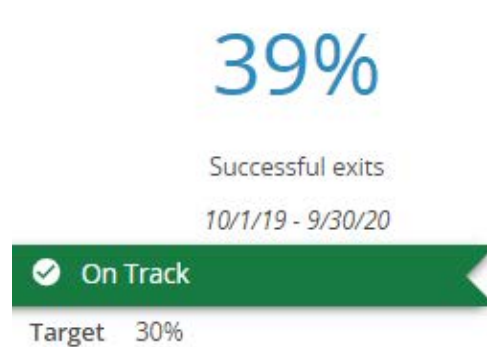 39%
Successful exits
10/1/19 - 9/30/20
On Track
Target 30%